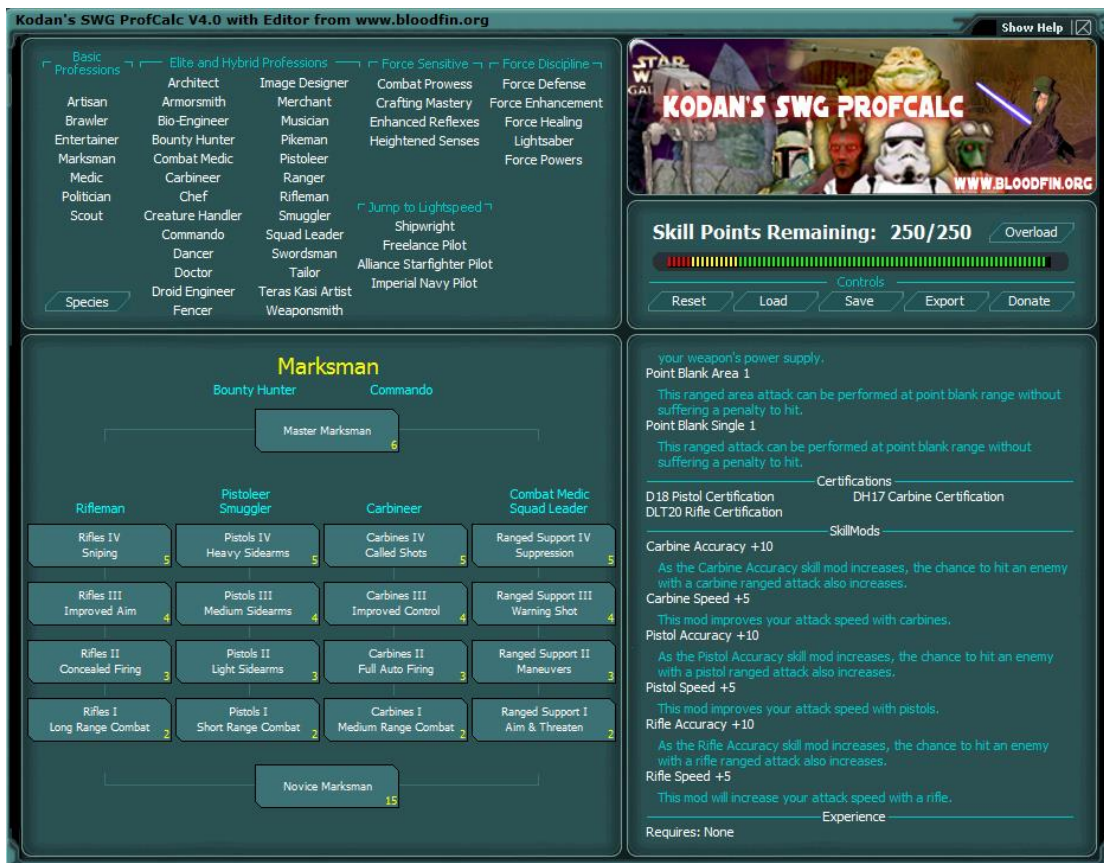 Kodan's SWG ProfCalc V4.0 with Editor from www.bloodfin.org
Show Help
Basic
Professions
Artisan
Brawler
Entertainer
Marksman
Medic
Politician
Scout
Species
Elite and Hybrid Professions
Architect
Armorsmith
Bio-Engineer
Bounty Hunter
Combat Medic
Carbineer
Chef
Creature Handler
Commando
Dancer
Doctor
Droid Engineer
Fencer
Image Designer
Merchant
Musician
Pikeman
Pistoleer
Ranger
Rifleman
Smuggler
Squad Leader
Swordsman
Tailor
Teras Kasi Artist
Weaponsmith
Force Sensitive
Combat Prowess
Crafting Mastery
Enhanced Reflexes
Heightened Senses
Force Discipline
Force Defense
Force Enhancement
Force Healing
Lightsaber
Force Powers
Jump to Lightspeed
Shipwright
Freelance Pilot
Alliance Starfighter Pilot
Imperial Navy Pilot
STAR
WA
GAL
KODAN'S SWG PROFCALC
WWW.BLOODFIN.ORG
Skill Points Remaining: 250/250
Overload
Controls
Reset
Load
Save
Export
Donate
Marksman
Bounty Hunter
Commando
Master Marksman
6
Rifleman
Pistoleer
Smuggler
Carbineer
Combat Medic
Squad Leader
Rifles IV
Sniping
5
Pistols IV
Heavy Sidearms
5
Carbines IV
Called Shots
5
Ranged Support IV
Suppression
5
Rifles III
Improved Aim
4
Pistols III
Medium Sidearms
4
Carbines III
Improved Control
4
Ranged Support III
Warning Shot
4
Rifles II
Concealed Firing
3
Pistols II
Light Sidearms
3
Carbines II
Full Auto Firing
3
Ranged Support II
Maneuvers
3
Rifles I
Long Range Combat
2
Pistols I
Short Range Combat
2
Carbines I
Medium Range Combat
2
Ranged Support I
Aim & Threaten
2
Novice Marksman
15
your weapon's power supply.
Point Blank Area 1
This ranged area attack can be performed at point blank range without
suffering a penalty to hit.
Point Blank Single 1
This ranged attack can be performed at point blank range without
suffering a penalty to hit.
Certifications
D18 Pistol Certification
DH17 Carbine Certification
DLT20 Rifle Certification
SkillMods
Carbine Accuracy +10
As the Carbine Accuracy skill mod increases, the chance to hit an enemy
with a carbine ranged attack also increases.
Carbine Speed +5
This mod improves your attack speed with carbines.
Pistol Accuracy +10
As the Pistol Accuracy skill mod increases, the chance to hit an enemy
with a pistol ranged attack also increases.
Pistol Speed +5
This mod improves your attack speed with pistols.
Rifle Accuracy +10
As the Rifle Accuracy skill mod increases, the chance to hit an enemy
with a rifle ranged attack also increases.
Rifle Speed +5
This mod will increase your attack speed with a rifle.
Experience
Requires: None